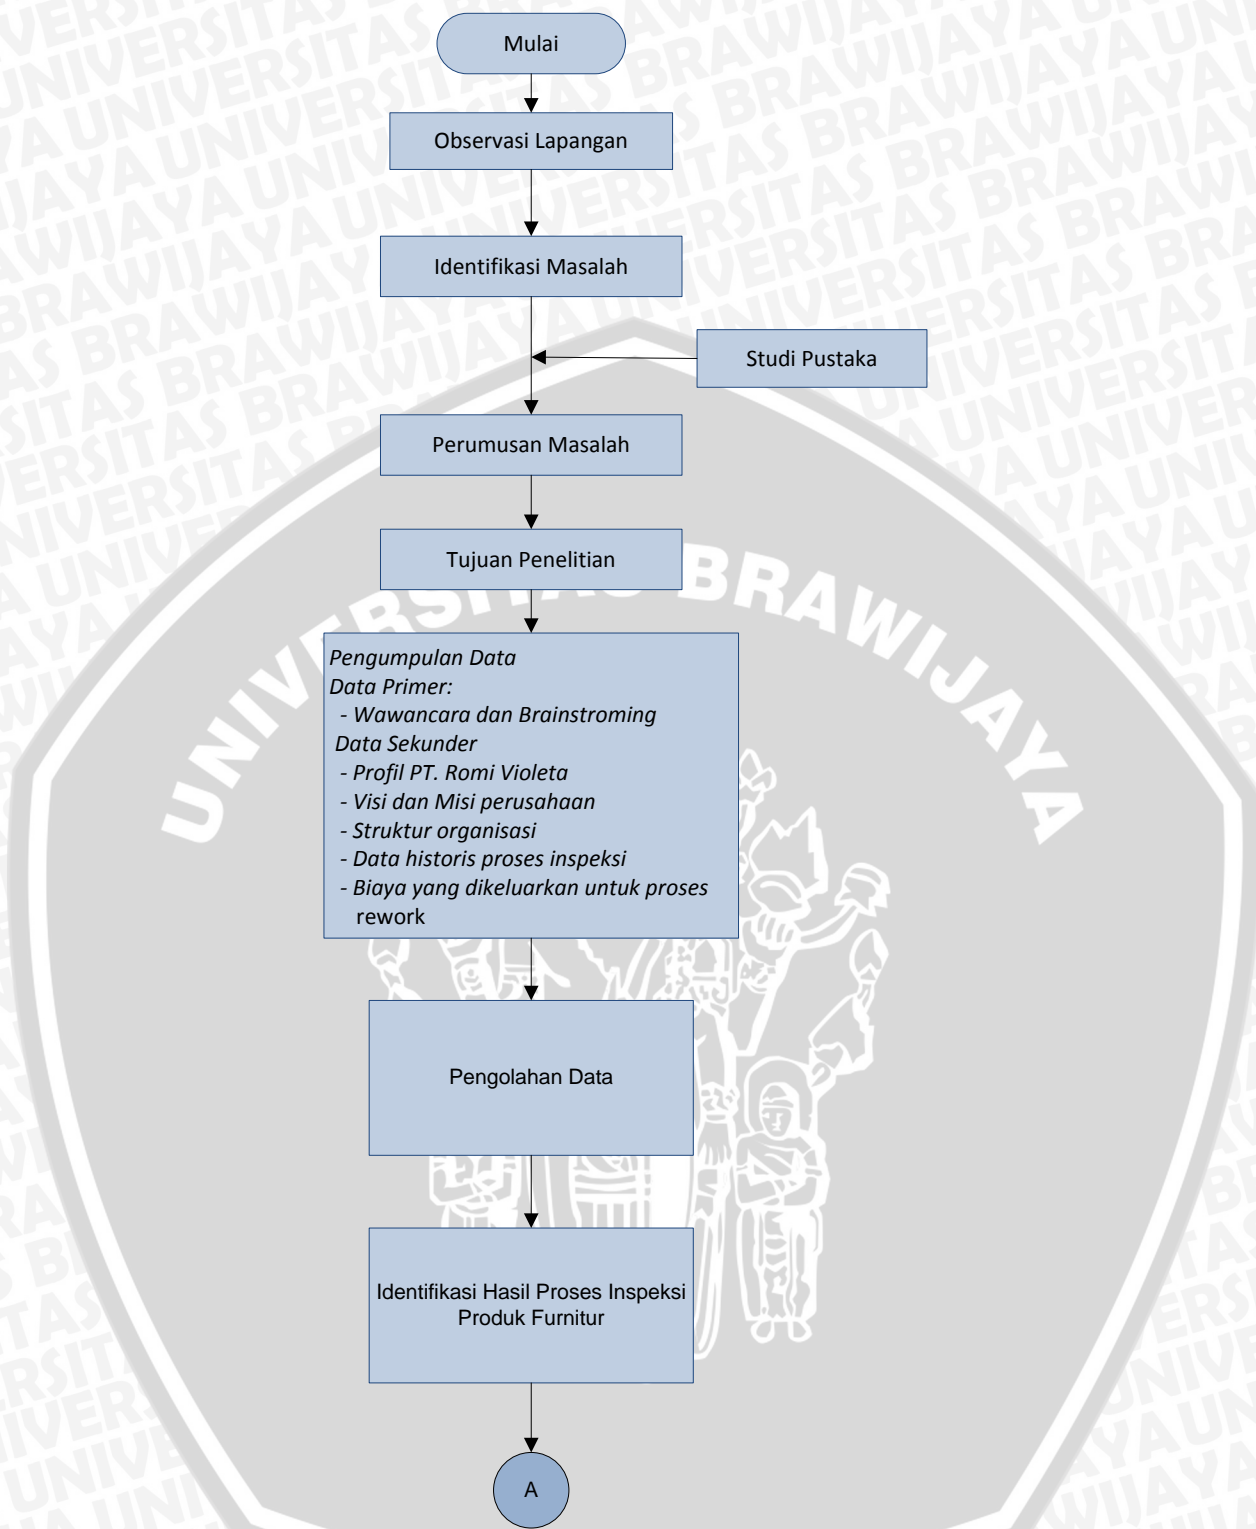 Mulai
Observasi Lapangan
Identifikasi Masalah
Studi Pustaka
Perumusan Masalah
Tujuan Penelitian
Pengumpulan Data
Data Primer:
- Wawancara dan Brainstroming
Data Sekunder
- Profil PT. Romi Violeta
- Visi dan Misi perusahaan
- Struktur organisasi
- Data historis proses inspeksi
- Biaya yang dikeluarkan untuk proses
rework
Pengolahan Data
Identifikasi Hasil Proses Inspeksi
Produk Furnitur
A
UNIVERSITAS BRAWIJAYA